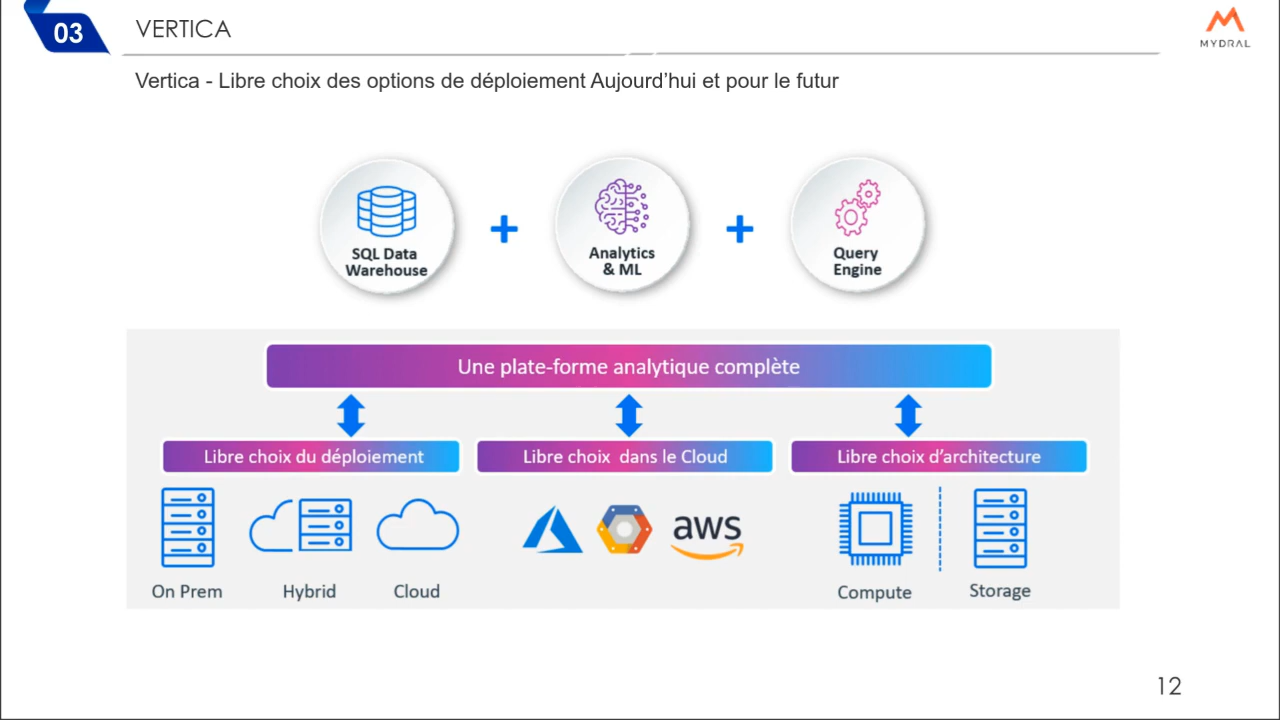 03
VERTICA
MYDRAL
Vertica - Libre choix des options de déploiement Aujourd’hui et pour le futur
SQL Data
Warehouse
Analytics
& ML
Query
Engine
Une plate-forme analytique complète
Libre choix du déploiement
Libre choix dans le Cloud
Libre choix d’architecture
aws
On Prem
Hybrid
Cloud
Compute
Storage
12